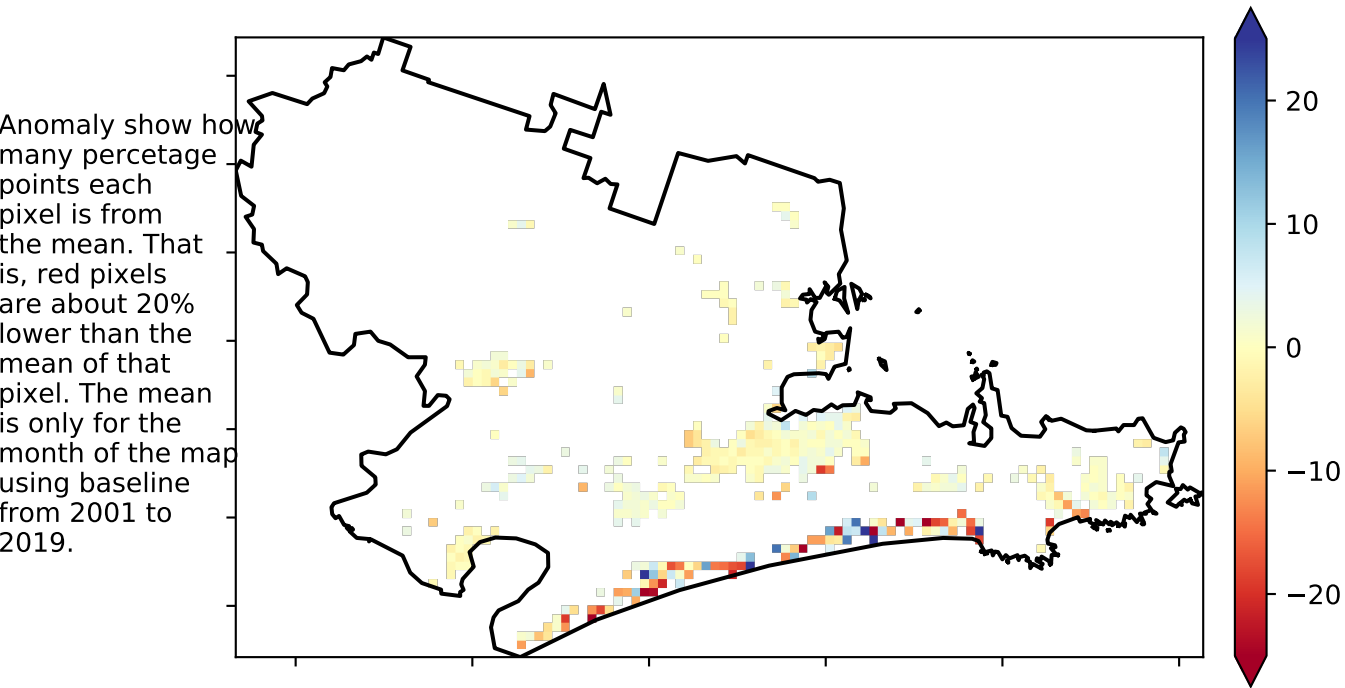 Anomaly show how
many percetage
points each
pixel is from
the mean. That
is, red pixels
are about 20%
lower than the
mean of that
pixel. The mean
is only for the
month of the map
using baseline
from 2001 to
2019.
20
10
0
−10
−20